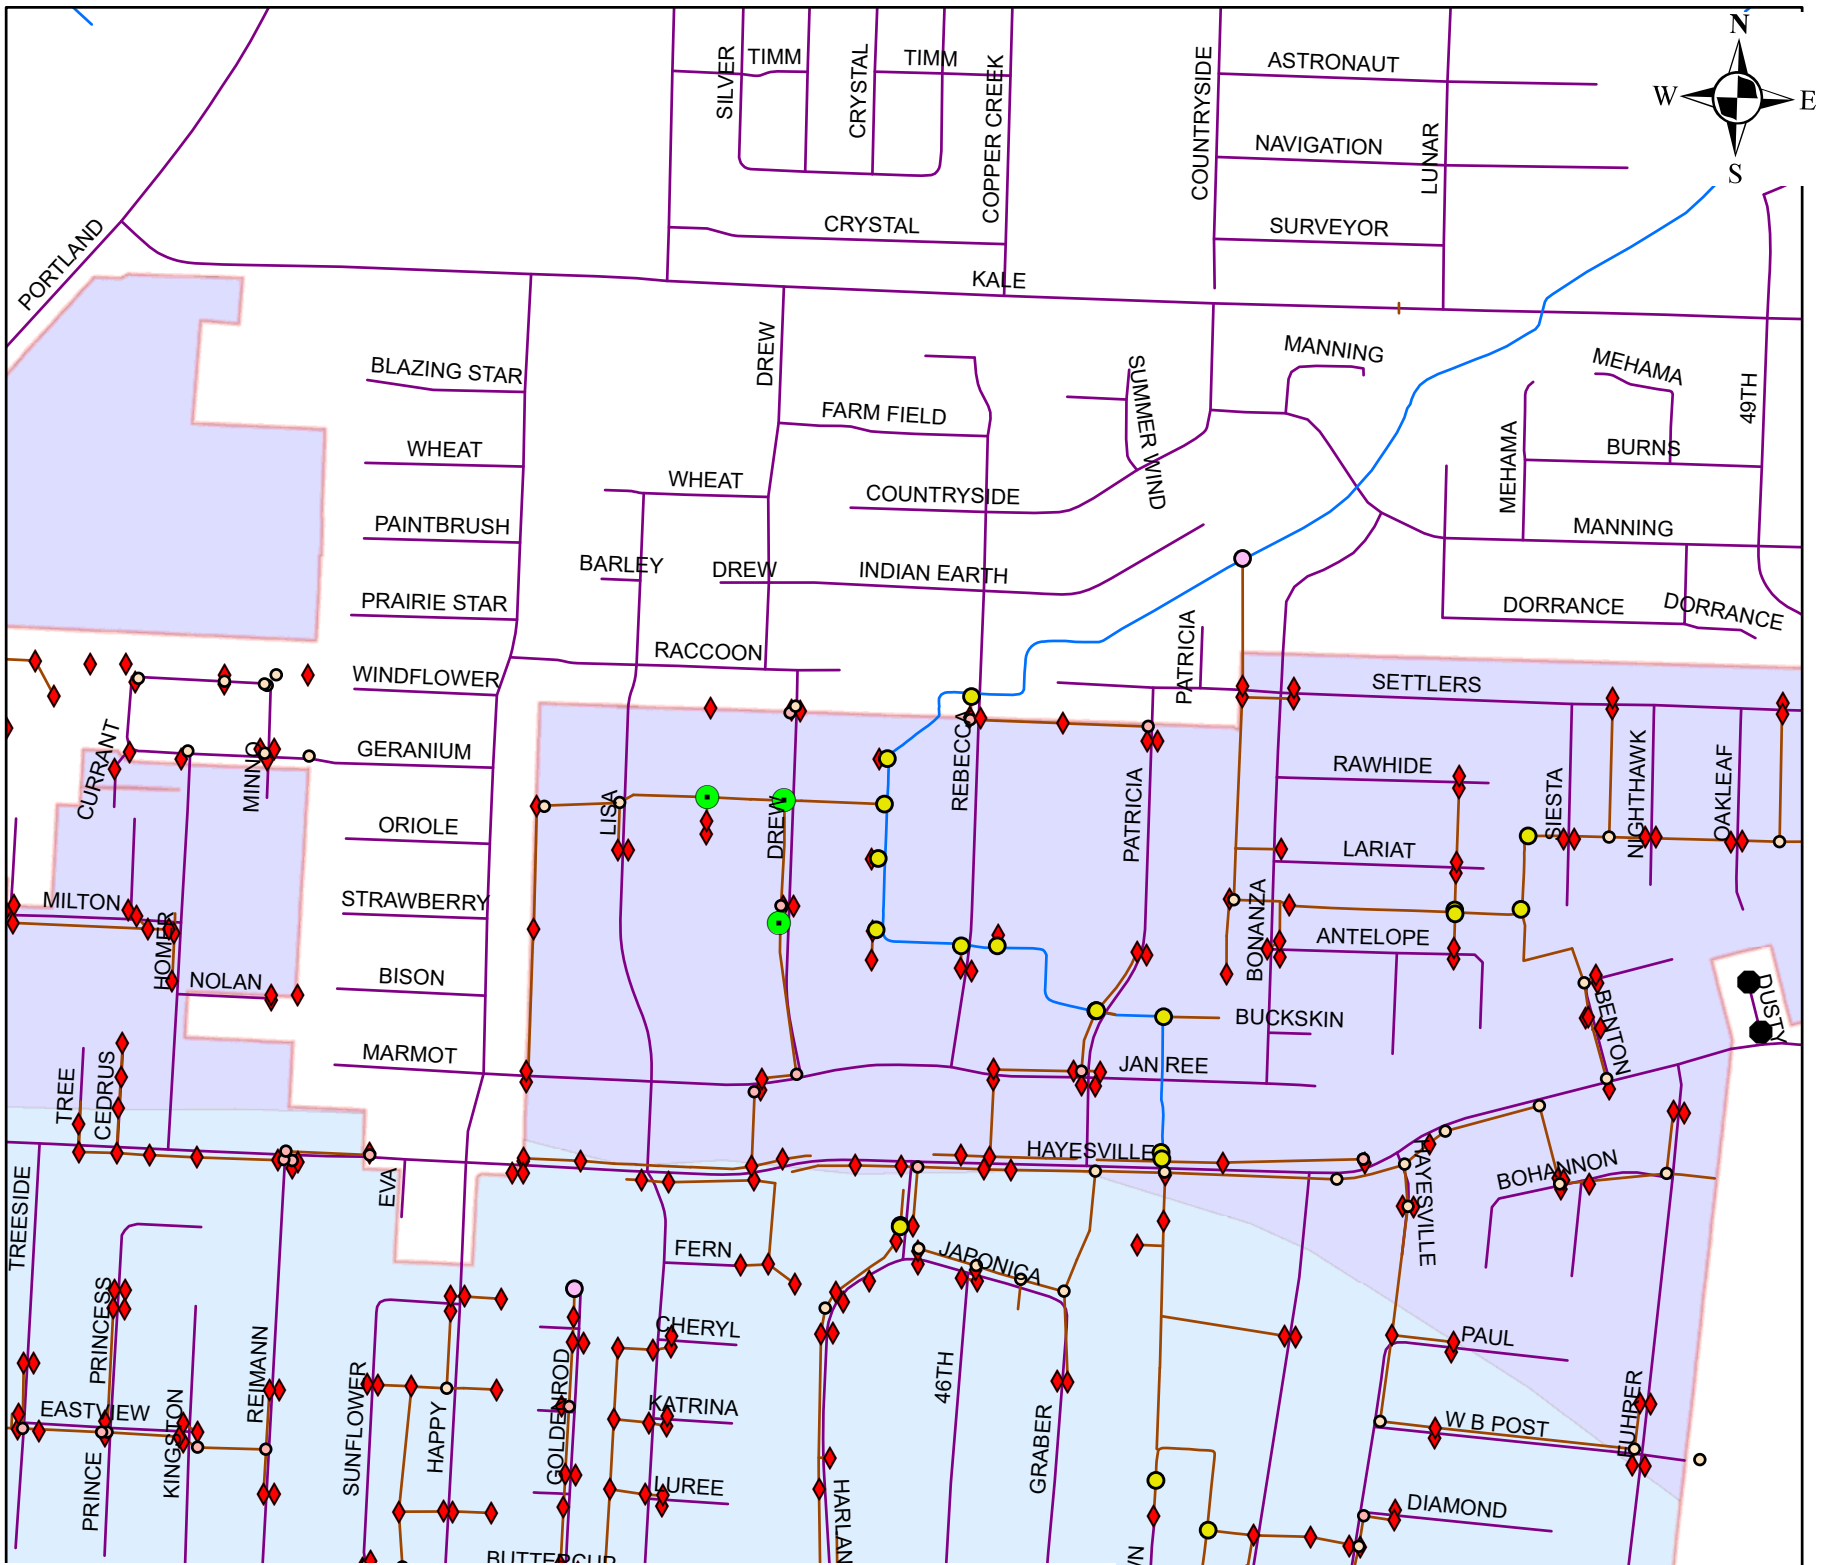 N
W E
S
SILVER
TIMM
CRYSTAL
TIMM
COPPER CREEK
COUNTRYSIDE
ASTRONAUT
NAVIGATION
LUNAR
CRYSTAL
SURVEYOR
PORTLAND
KALE
BLAZING STAR
DREW
FARM FIELD
SUMMER WIND
MANNING
MEHAMA
49TH
WHEAT
WHEAT
COUNTRYSIDE
MEHAMA
BURNS
PAINTBRUSH
MANNING
BARLEY
DREW
INDIAN EARTH
PRAIRIE STAR
DORRANCE
DORRANCE
RACCOON
PATRICIA
WINDFLOWER
SETTLERS
CURRANT
GERANIUM
REBECCA
RAWHIDE
NIGHTHAWK
OAKLEAF
SIESTA
LISA
DREW
PATRICIA
ORIOLE
LARIAT
MILTON
STRAWBERRY
HOMER
BONANZA
ANTELOPE
NOLAN
BISON
BENTON
DUSTY
BUCKSKIN
MARMOT
JAN REE
TREE
CEDRUS
HAYESVILLE
HAYESVILLE
BOHANNON
TREESIDE
EVA
FERN
JAPONICA
PRINCESS
CHERYL
PAUL
REIMANN
SUNFLOWER
GOLDENROD
46TH
EASTVIEW
KINGSTON
HAPPY
KATRINA
GRABER
W B POST
FUHRER
PRINCE
LUREE
HARLAN
DIAMOND
BUTTERCUP